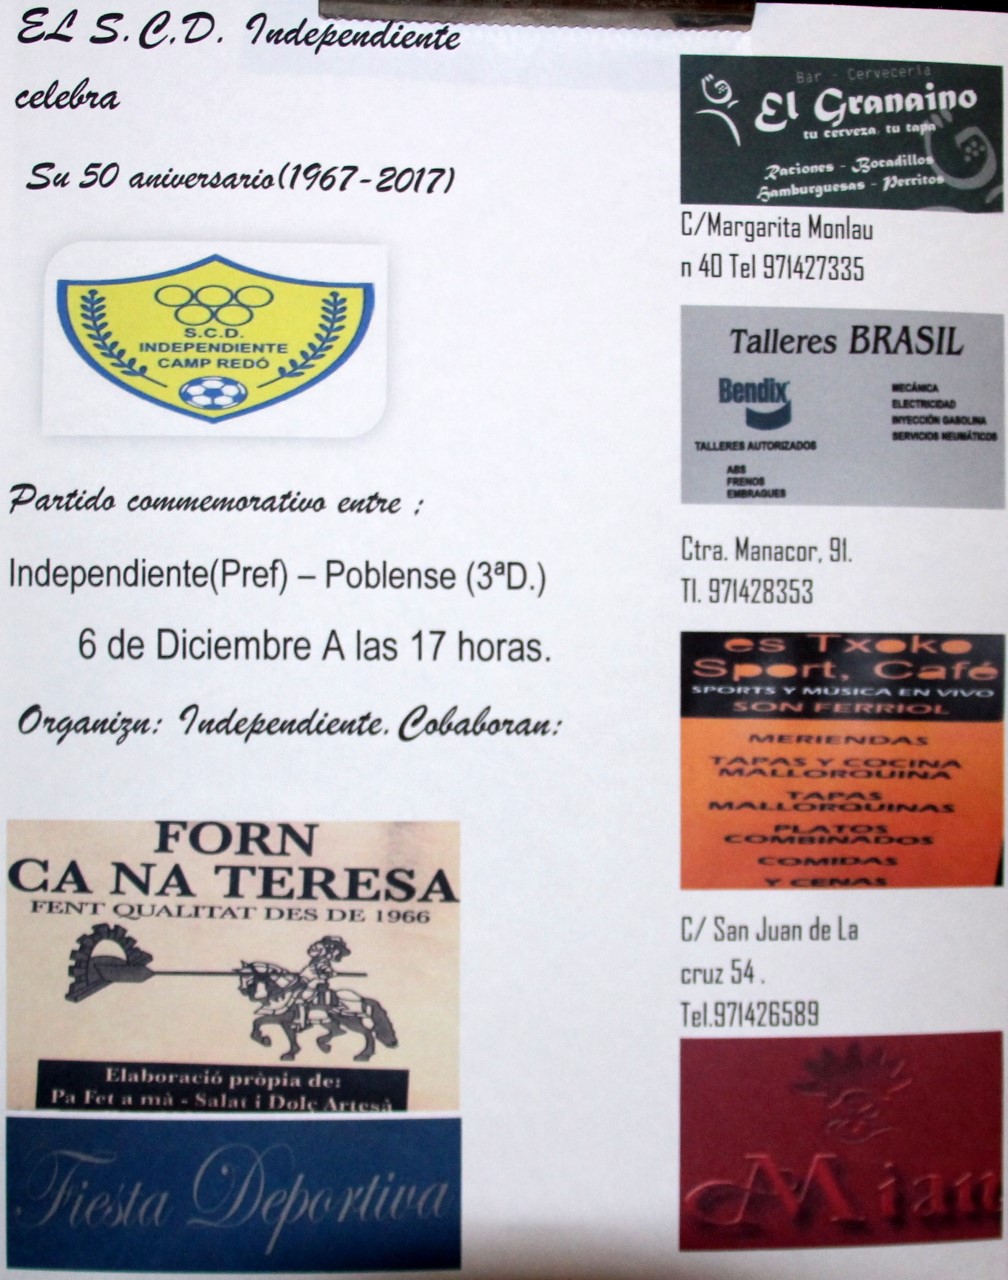 EL S.C.D. Independiente
celebra
Su 50 aniversario(1967-2017)
S.C.D.
INDEPENDIENTE
CAMP REDÓ
Partido commemorativo entre :
Independiente(Pref) – Poblense (3ªD.)
6 de Diciembre A las 17 horas.
Organizn: Independiente. Cobaboran:
FORN
CA NA TERESA
FENT QUALITAT DES DE 1966
Elaboració pròpia de:
Pa Fet a mà - Salat i Dolç Artesà
Fiesta Deportiva
Bar - Cervecería
El Granaino
tu cerveza, tu tapa
Raciones - Bocadillos
Hamburguesas - Perritos
C/Margarita Monlau
n 40 Tel 971427335
Talleres BRASIL
Bendix
TALLERES AUTORIZADOS
ABS
FRENOS
EMBRAGUES
MECÁNICA
ELECTRICIDAD
INYECCIÓN GASOLINA
SERVICIOS NEUMÁTICOS
Ctra. Manacor, 91.
Tl. 971428353
es Txoko
Sport, Café
SPORTS Y MÚSICA EN VIVO
SON FERRIOL
MERIENDAS
TAPAS Y COCINA
MALLORQUINA
TAPAS
MALLORQUINAS
PLATOS
COMBINADOS
COMIDAS
Y CENAS
C/ San Juan de La
cruz 54 .
Tel.971426589